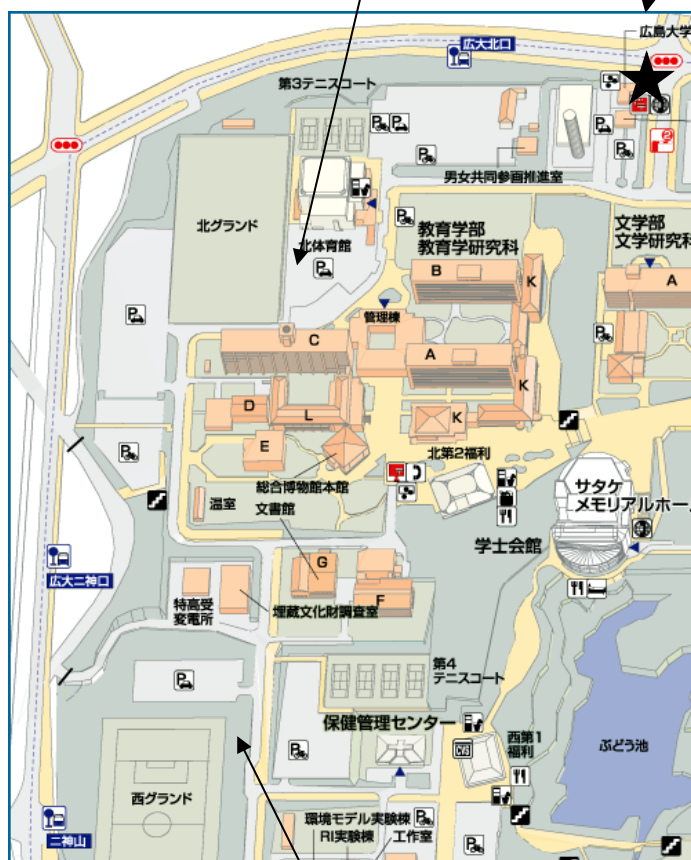 広島大学
広大北口
第3テニスコート
男女共同参画推進室
北グランド
北体育館
教育学部
教育学研究科
文学部
文学研究科
B
K
A
管理棟
C
A
K
D
L
K
E
北第2福利
総合博物館本館
サタケ
メモリアルホー
温室
文書館
学士会館
G
広大二神口
F
特高受
変電所
埋蔵文化財調査室
第4
テニスコート
保健管理センター
西第1
福利
ぶどう池
西グランド
環境モデル実験棟
RI実験棟
工作室
二神山